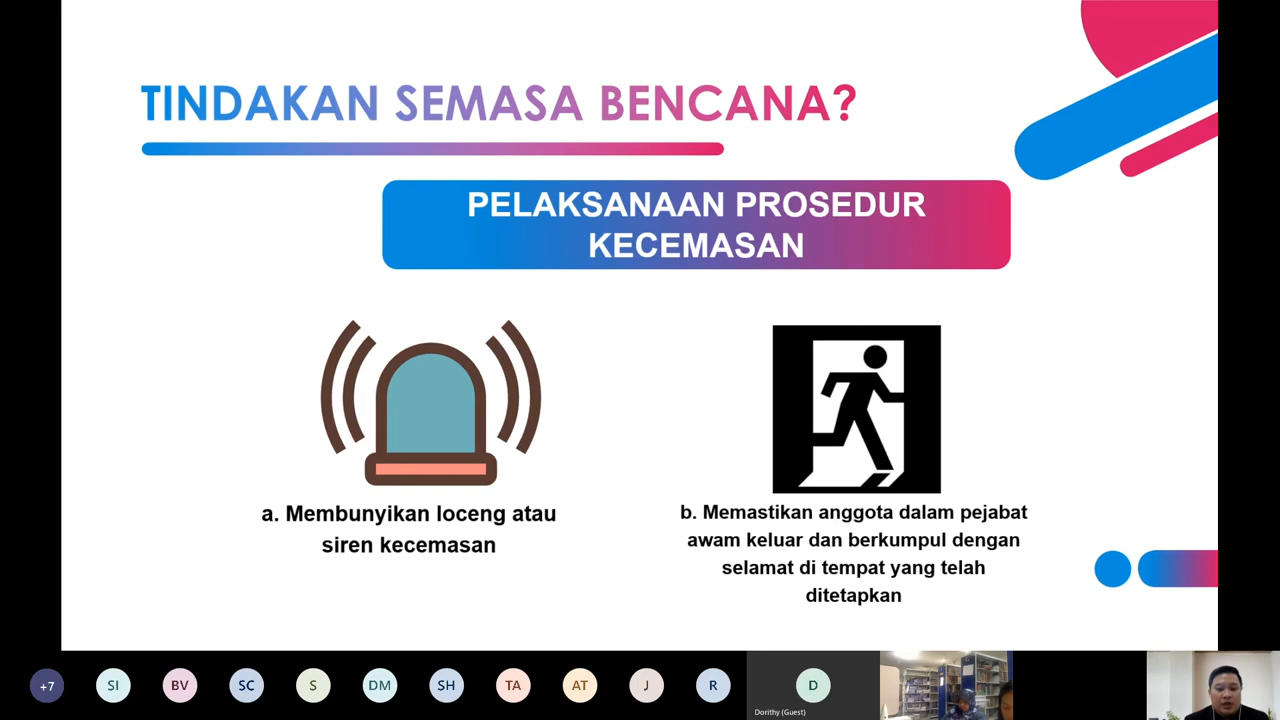 TINDAKAN SEMASA BENCANA?
PELAKSANAAN PROSEDUR
KECEMASAN
a. Membunyikan loceng atau
siren kecemasan
b. Memastikan anggota dalam pejabat
awam keluar dan berkumpul dengan
selamat di tempat yang telah
ditetapkan
+7
SI
BV
SC
S
DM
SH
TA
AT
J
R
D
Dorithy (Guest)